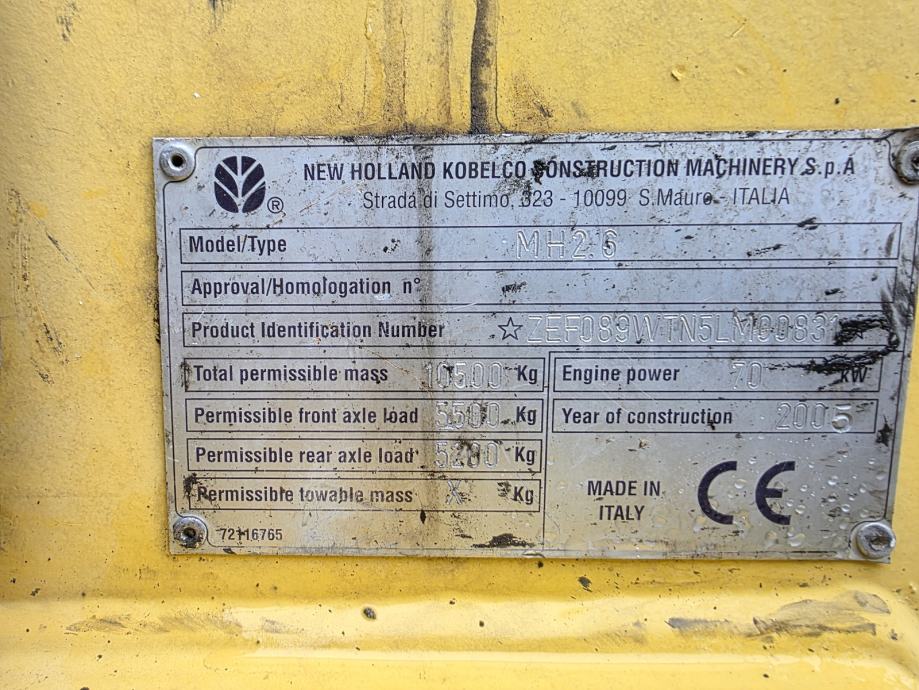 NEW HOLLAND KOBELCO CONSTRUCTION MACHINERY S.p.A
®
Strada di Settimo, 323 - 10099 S.Mauro - ITALIA
Model/Type MH2.6
Approval/Homologation n°
Product Identification Number ☆ZEF089WTN5LM00831
Total permissible mass 10500 Kg
Engine power 70 KW
Permissible front axle load 5500 Kg
Year of construction 2005
Permissible rear axle load 5200 Kg
Permissible towable mass X Kg
MADE IN
ITALY
CE
72116765